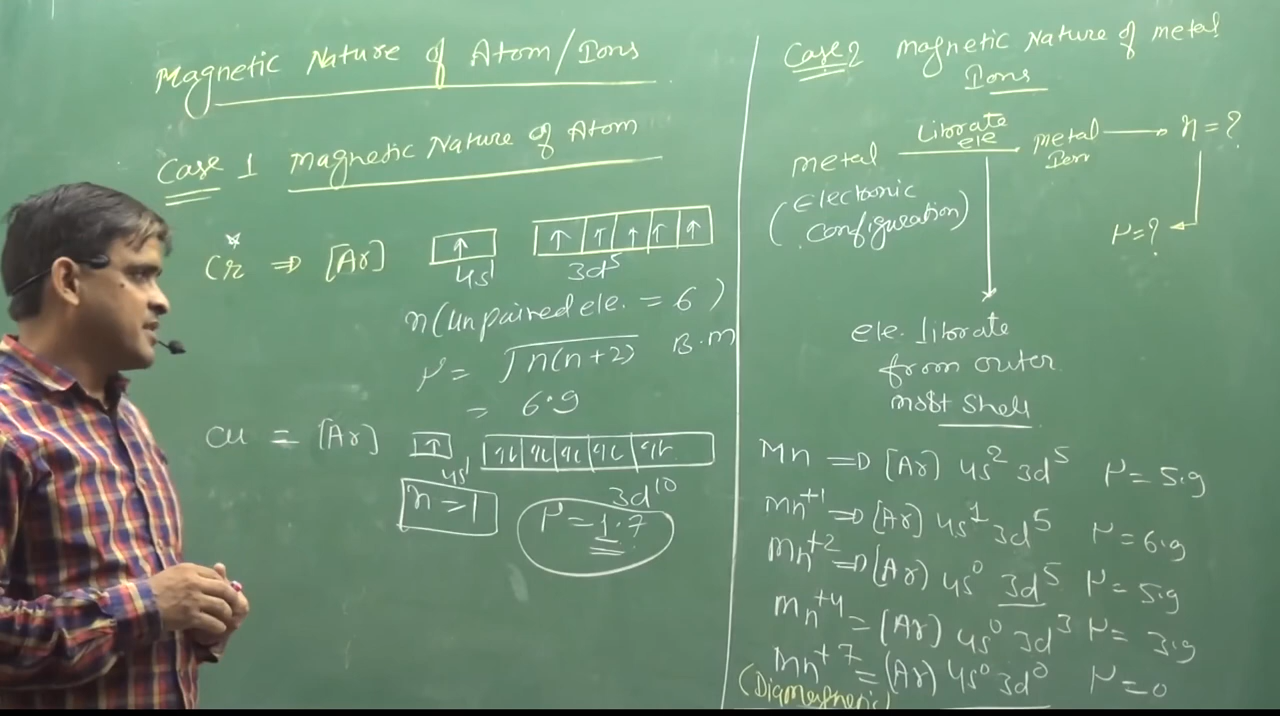 Magnetic Nature of Atom/Ions
Case 1 Magnetic Nature of Atom
Cr ⇒ [Ar] ↑ ↑ ↑ ↑ ↑ ↑
4s¹ 3d⁵
n(unpaired ele. = 6)
μ = √n(n+2) B.M
= 6.9
Cu = [Ar] ↑ ↑↓ ↑↓ ↑↓ ↑↓ ↑↓
4s¹ 3d¹⁰
n = 1
μ = 1.7
Case 2 Magnetic Nature of metal
Ions
metal Librate ele metal Ion → n = ?
(electronic configuration)
μ = ?
ele. librate
from outer
most shell
Mn ⇒ [Ar] 4s² 3d⁵ μ = 5.9
Mn⁺¹ ⇒ [Ar] 4s¹ 3d⁵ μ = 6.9
Mn⁺² ⇒ [Ar] 4s⁰ 3d⁵ μ = 5.9
Mn⁺⁴ = [Ar] 4s⁰ 3d³ μ = 3.9
Mn⁺⁷ = [Ar] 4s⁰ 3d⁰ μ = 0
(Diamagnetic)